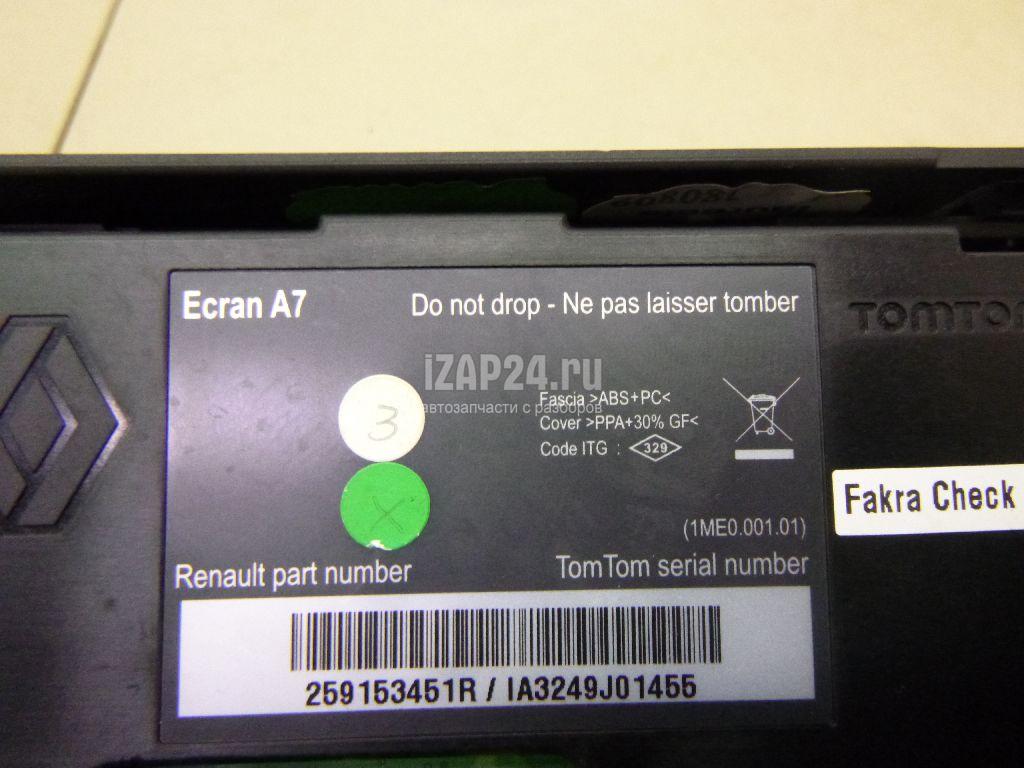 Ecran A7
Do not drop - Ne pas laisser tomber
TOMTOM
iZAP24.ru
автозапчасти с разборов
3
X
Fascia >ABS+PC<
Cover >PPA+30% GF<
Code ITG : 329
Fakra Check
(1ME0.001.01)
Renault part number
TomTom serial number
259153451R / IA3249J01455